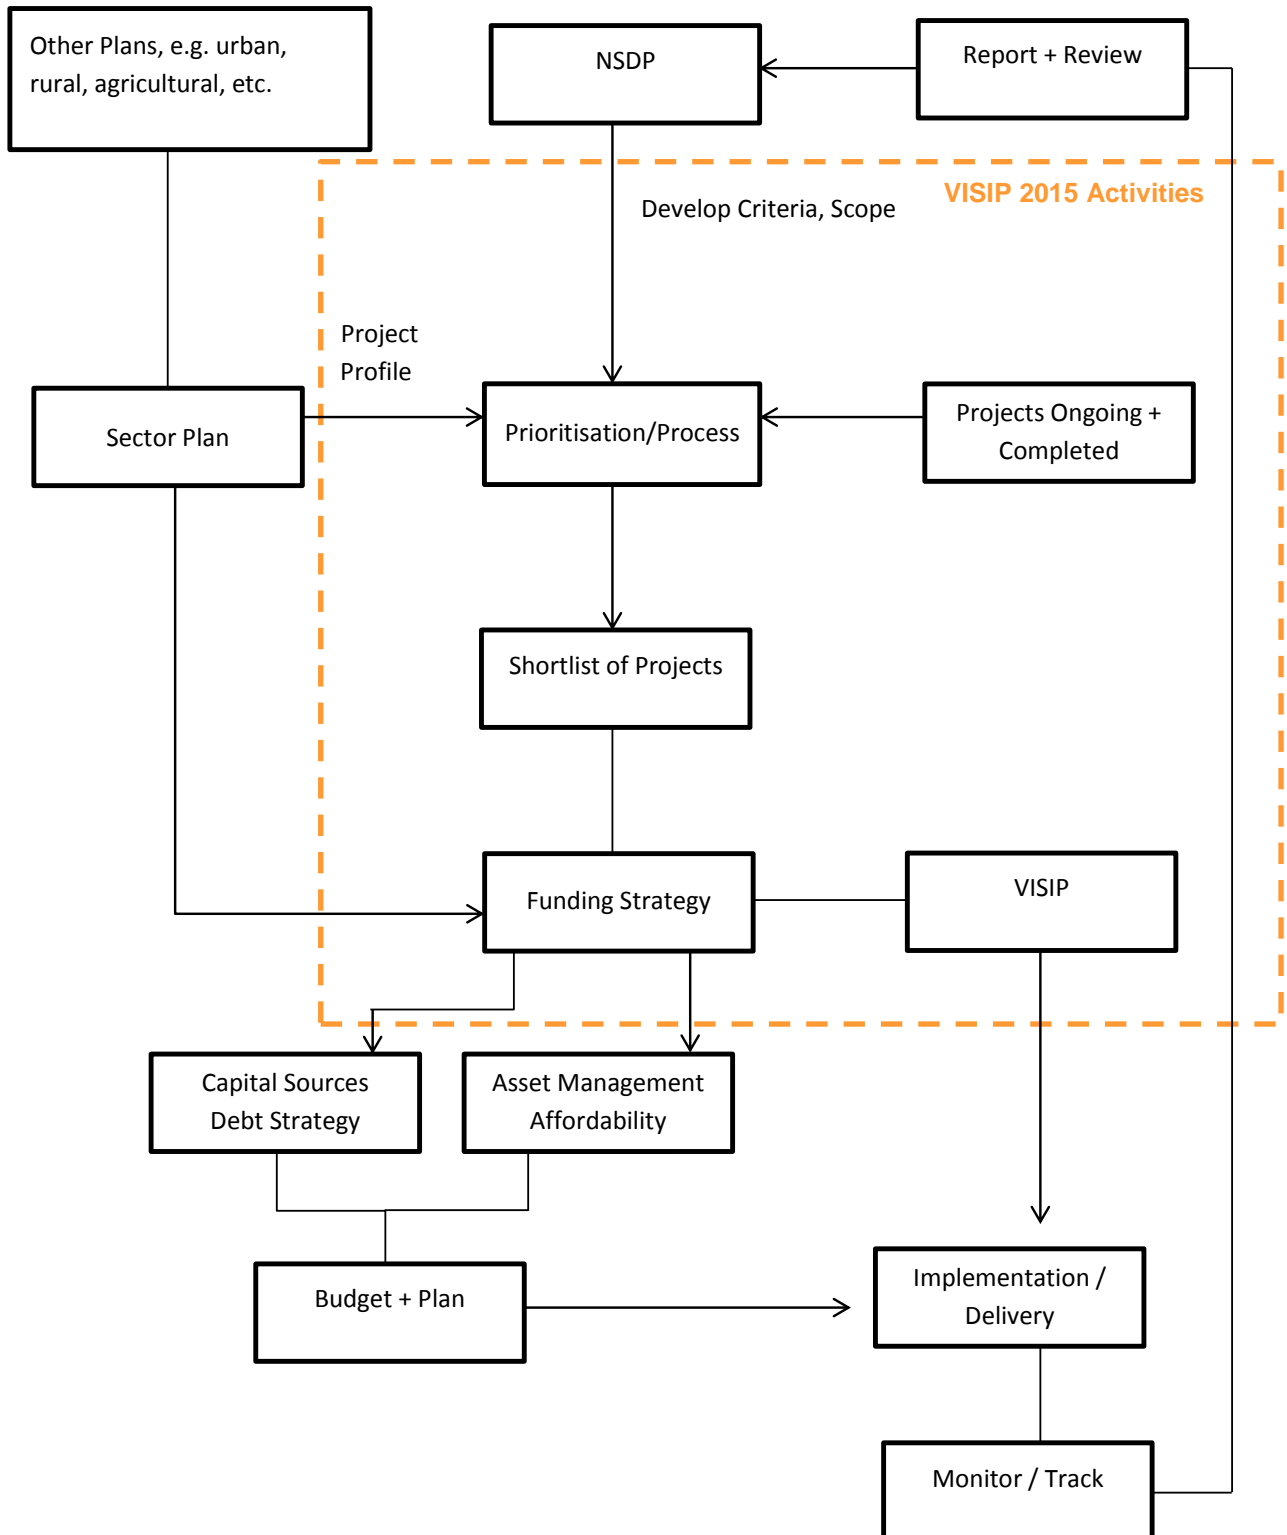 Other Plans, e.g. urban,
rural, agricultural, etc.
NSDP
Report + Review
VISIP 2015 Activities
Develop Criteria, Scope
Project
Profile
Sector Plan
Prioritisation/Process
Projects Ongoing +
Completed
Shortlist of Projects
Funding Strategy
VISIP
Capital Sources
Debt Strategy
Asset Management
Affordability
Budget + Plan
Implementation /
Delivery
Monitor / Track